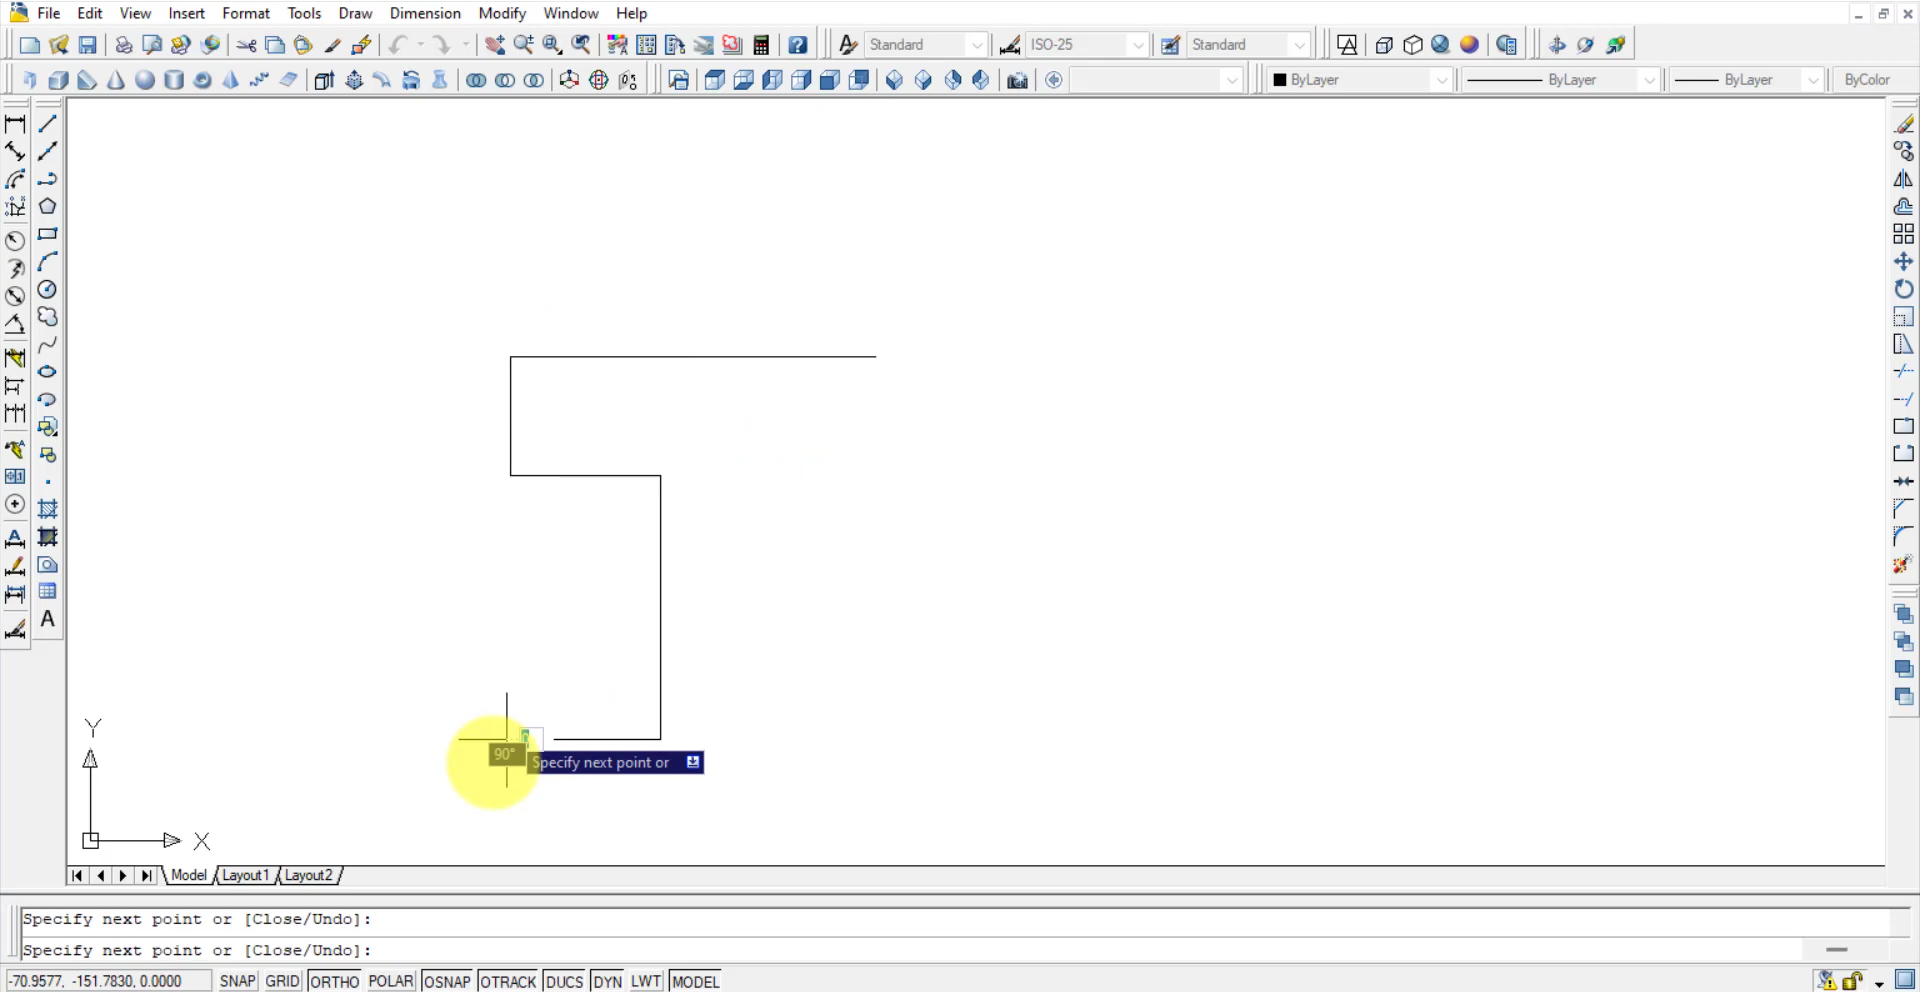 File Edit View Insert Format Tools Draw Dimension Modify Window Help
Standard ISO-25 Standard
ByLayer ByLayer ByLayer ByColor
90°
Specify next point or
Y
X
Model Layout1 Layout2
Specify next point or [Close/Undo]:
Specify next point or [Close/Undo]:
-70.9577, -151.7830, 0.0000 SNAP GRID ORTHO POLAR OSNAP OTRACK DUCS DYN LWT MODEL